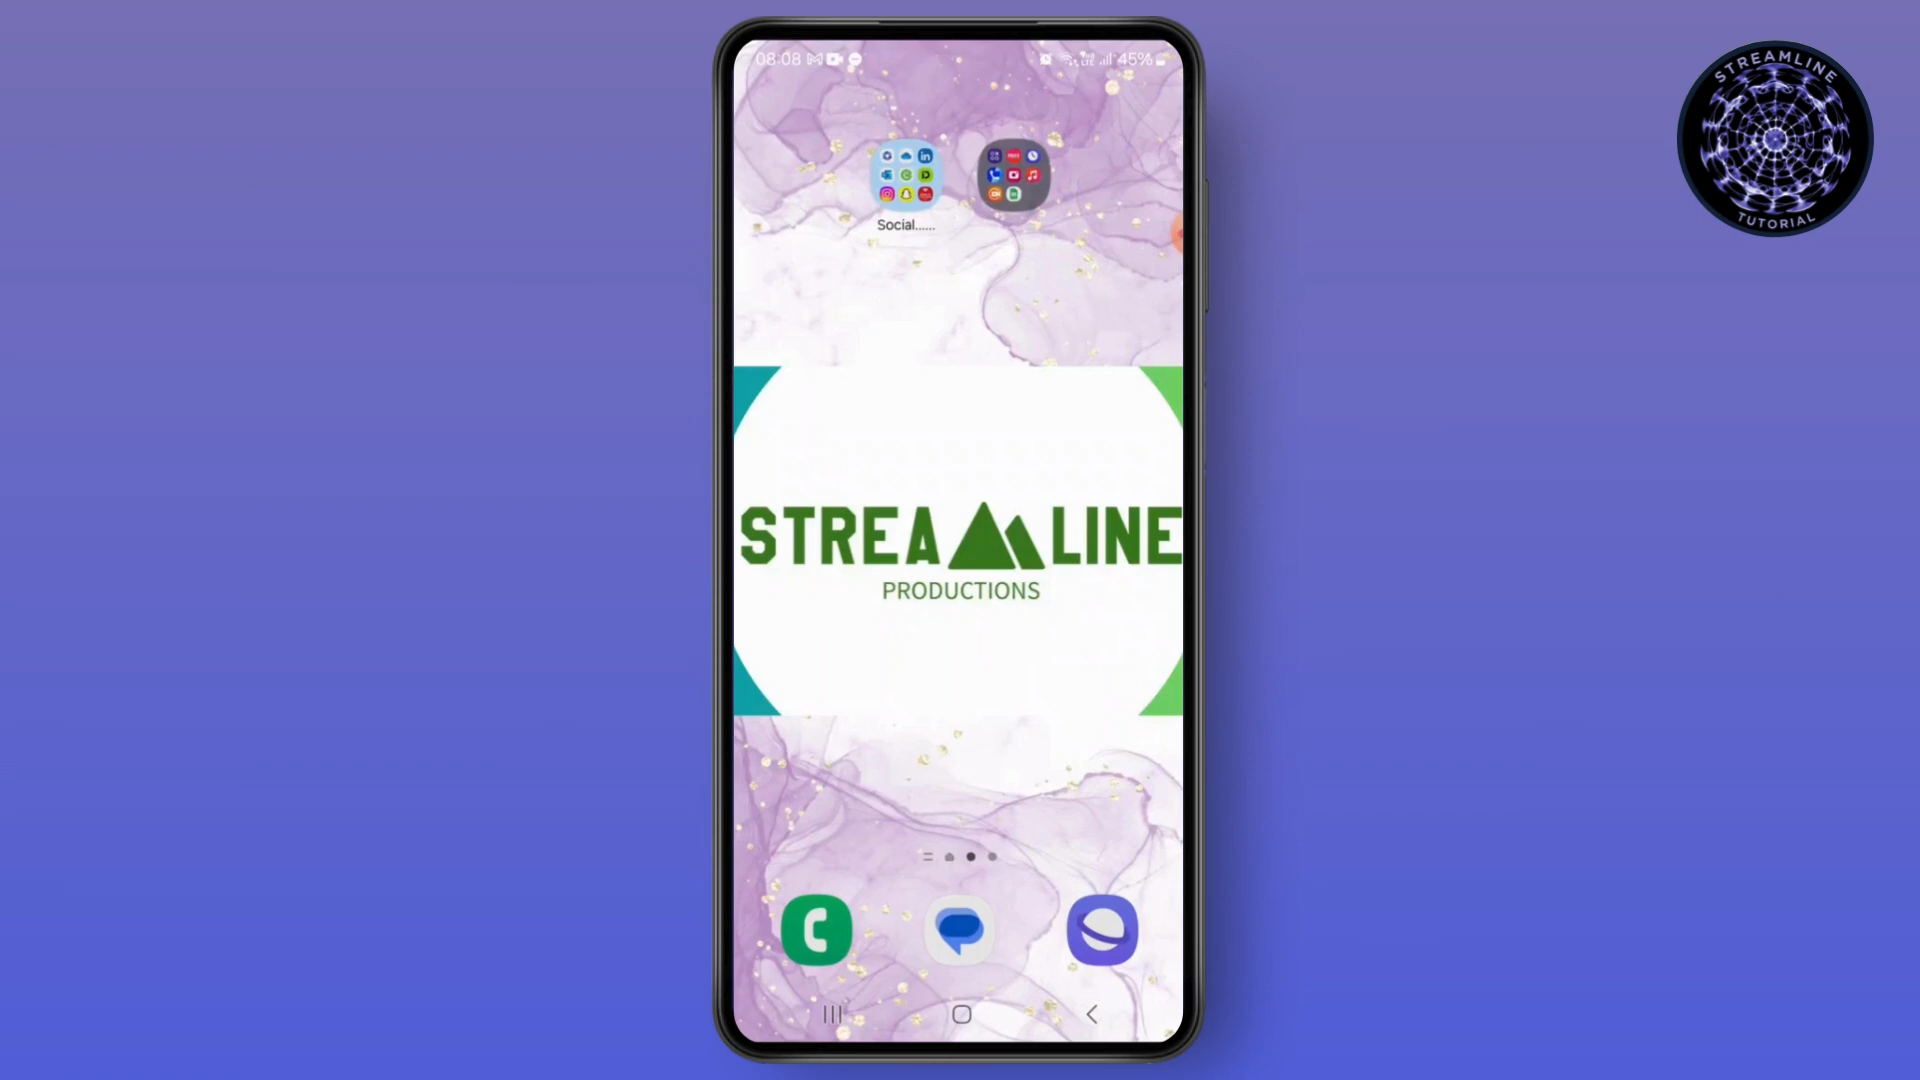 08:08
45%
STREAMLINE
TUTORIAL
Social......
STREAMLINE
PRODUCTIONS